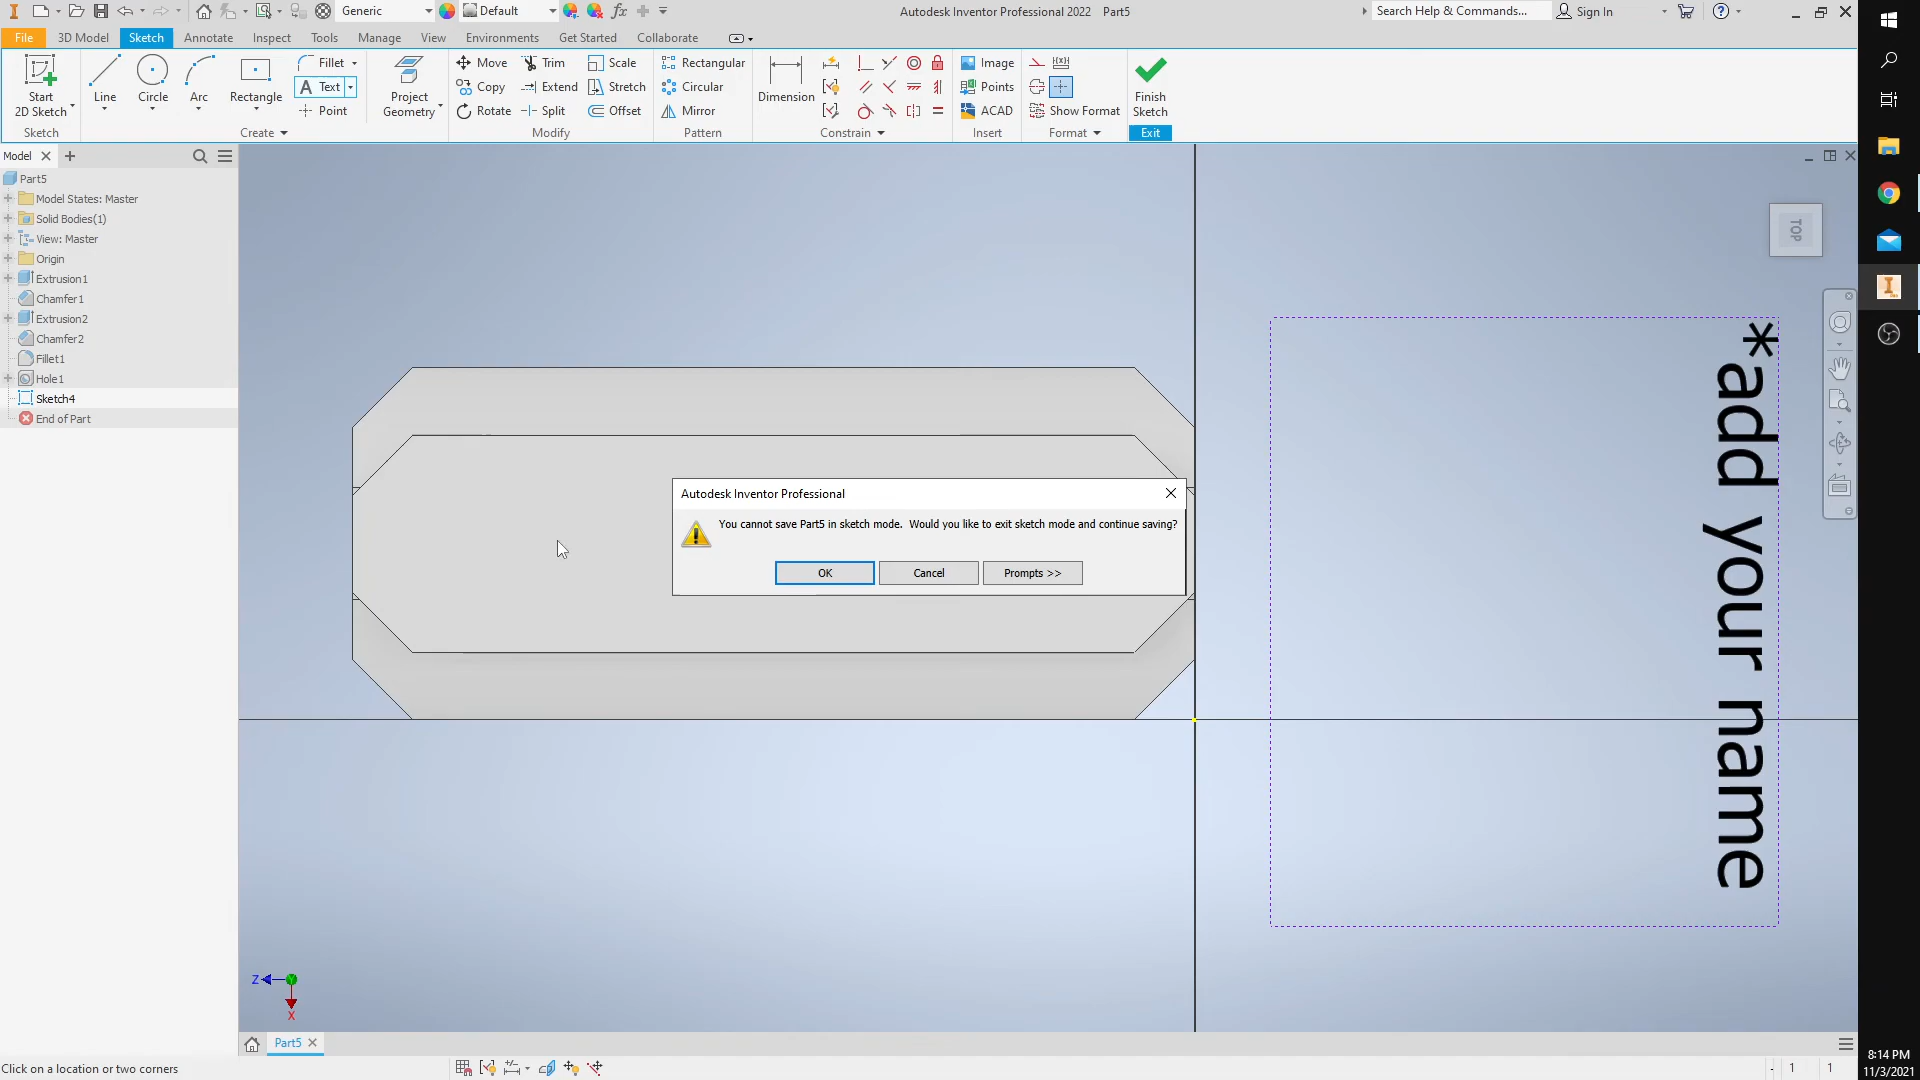 Generic
Default
Autodesk Inventor Professional 2022 Part5
Search Help & Commands...
Sign In
File
3D Model
Sketch
Annotate
Inspect
Tools
Manage
View
Environments
Get Started
Collaborate
Start
2D Sketch
Line
Circle
Arc
Rectangle
Fillet
A Text
Point
Project
Geometry
Move
Copy
Rotate
Trim
Extend
Split
Scale
Stretch
Offset
Rectangular
Circular
Mirror
Dimension
Image
Points
ACAD
Show Format
Finish
Sketch
Sketch
Create
Modify
Pattern
Constrain
Insert
Format
Exit
Model
Part5
Model States: Master
Solid Bodies(1)
View: Master
Origin
Extrusion1
Chamfer1
Extrusion2
Chamfer2
Fillet1
Hole1
Sketch4
End of Part
TOP
*add your name
Autodesk Inventor Professional
You cannot save Part5 in sketch mode. Would you like to exit sketch mode and continue saving?
OK
Cancel
Prompts >>
Z
X
Part5
Click on a location or two corners
1
1
8:14 PM
11/3/2021